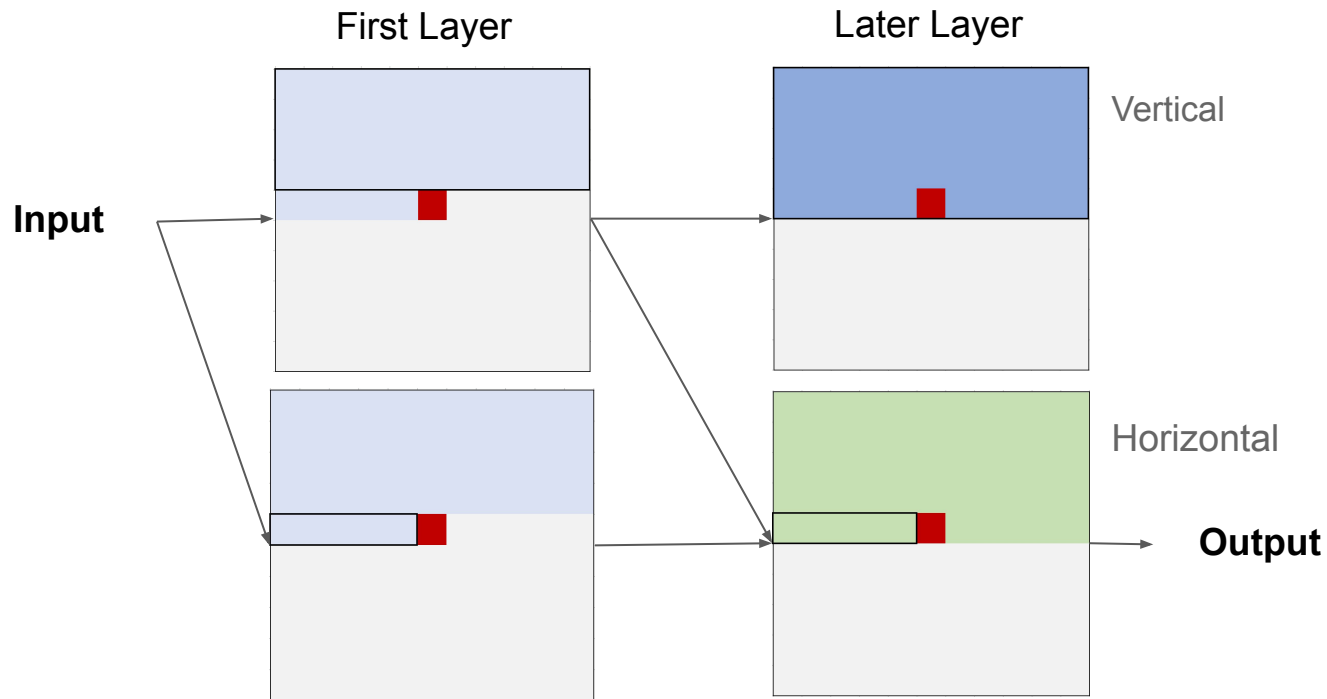 First Layer
Later Layer
Vertical
Input
Horizontal
Output